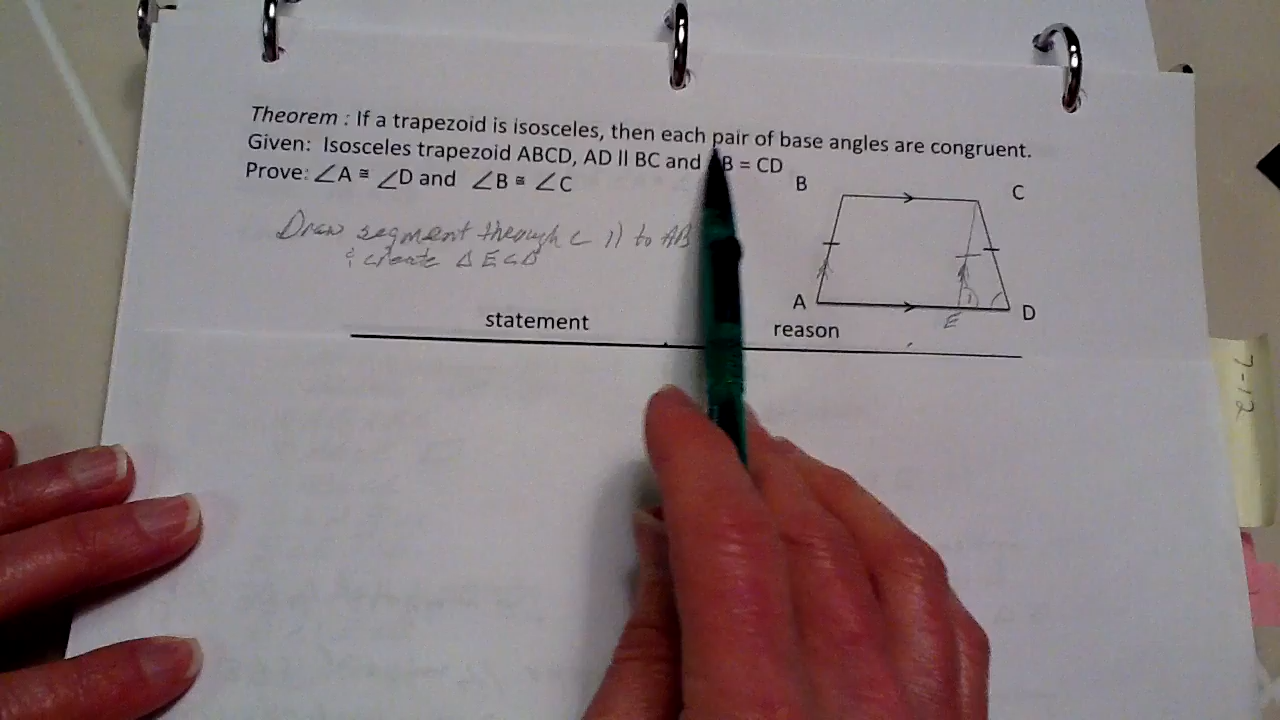 Theorem : If a trapezoid is isosceles, then each pair of base angles are congruent.
Given: Isosceles trapezoid ABCD, AD ll BC and B = CD
Prove: ∠A ≅ ∠D and ∠B ≅ ∠C
B
C
Draw segment through C || to AB
& create △ ECD
A
D
E
statement
reason
7-12